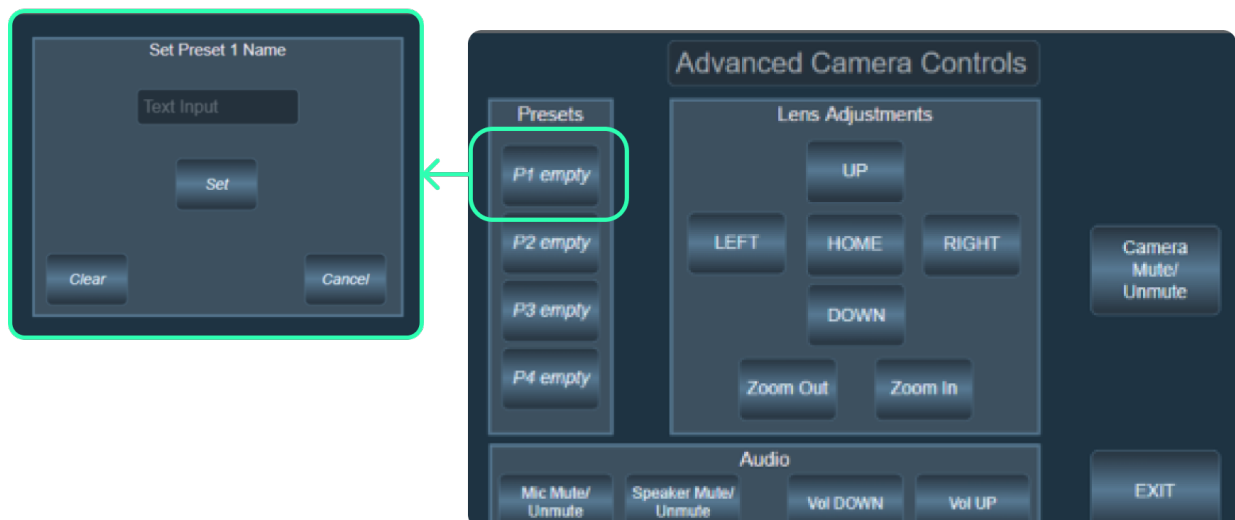 Set Preset 1 Name
Text Input
Set
Clear
Cancel
Advanced Camera Controls
Presets
P1 empty
P2 empty
P3 empty
P4 empty
Lens Adjustments
UP
LEFT
HOME
RIGHT
DOWN
Zoom Out
Zoom In
Camera
Mute/
Unmute
Audio
Mic Mute/
Unmute
Speaker Mute/
Unmute
Vol DOWN
Vol UP
EXIT